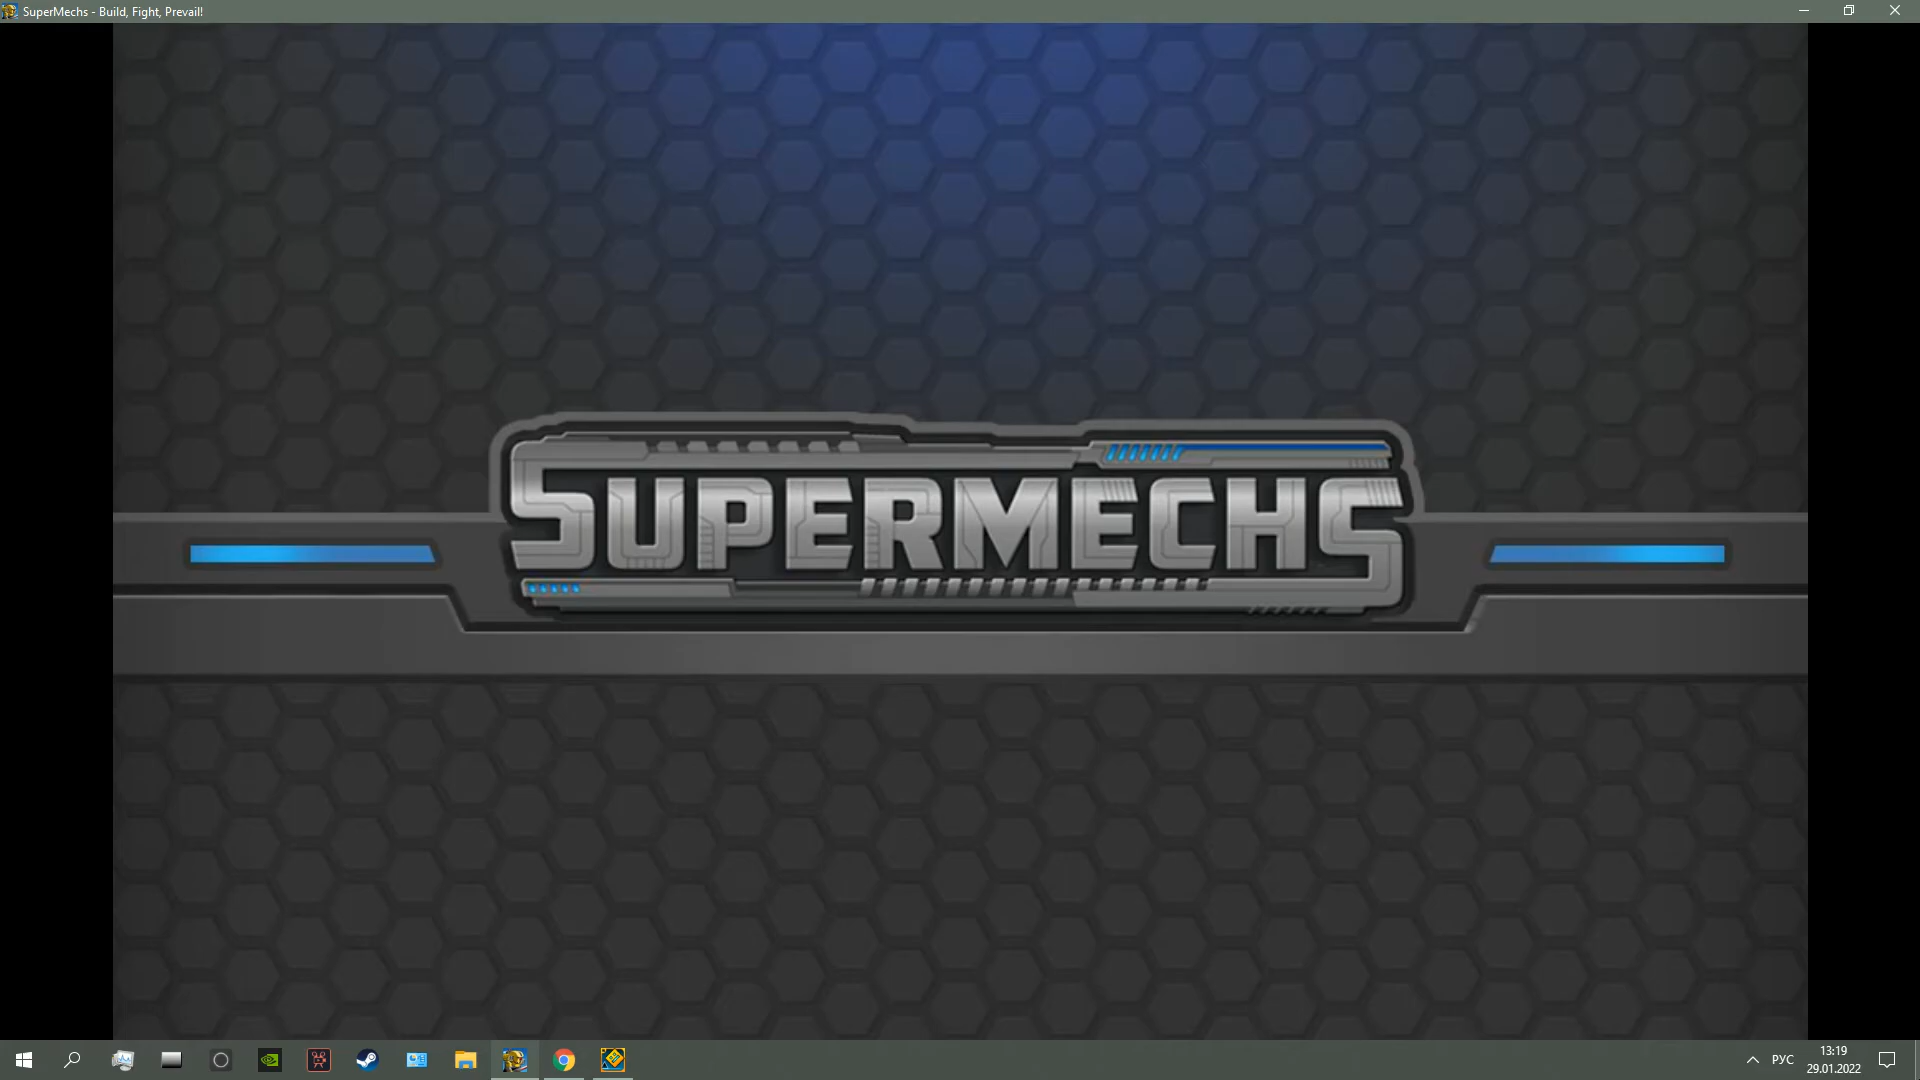 SuperMechs - Build, Fight, Prevail!
SUPERMECHS
РУС
13:19
29.01.2022